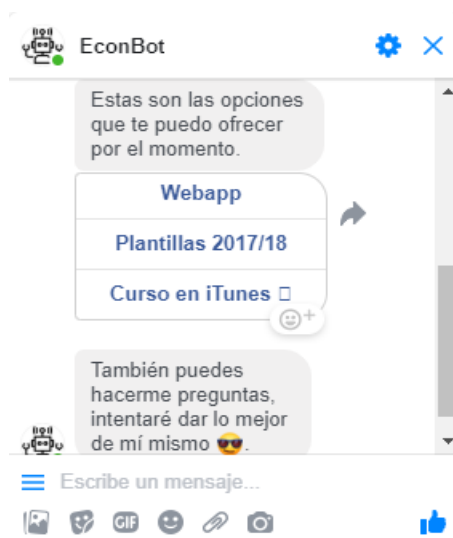 EconBot
Estas son las opciones
que te puedo ofrecer
por el momento.
Webapp
Plantillas 2017/18
Curso en iTunes
También puedes
hacerme preguntas,
intentaré dar lo mejor
de mí mismo 😎.
Escribe un mensaje...
GIF